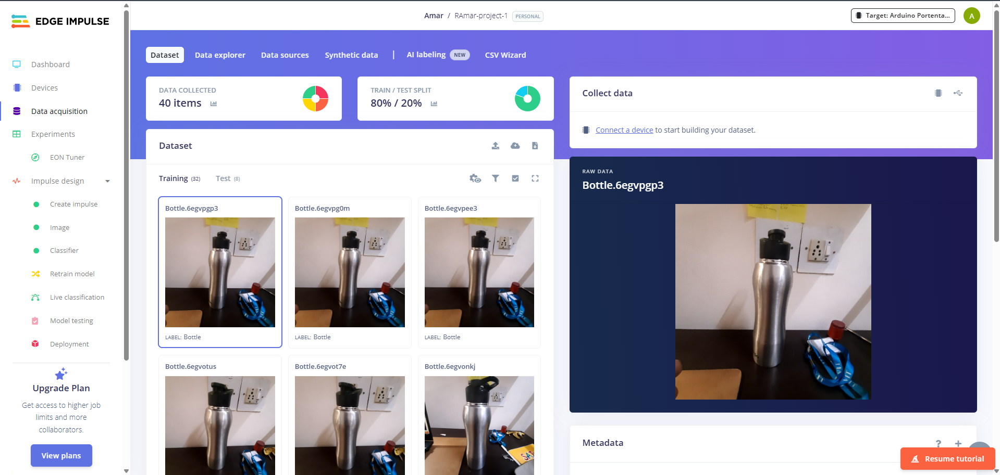 EDGE IMPULSE
Amar / RAmar-project-1 PERSONAL
Target: Arduino Portenta...
A
Dashboard
Devices
Data acquisition
Experiments
EON Tuner
Impulse design
Create impulse
Image
Classifier
Retrain model
Live classification
Model testing
Deployment
Upgrade Plan
Get access to higher job
limits and more
collaborators.
View plans
Dataset
Data explorer
Data sources
Synthetic data
|
AI labeling NEW
CSV Wizard
DATA COLLECTED
40 items
TRAIN / TEST SPLIT
80% / 20%
Dataset
Training (32)
Test (8)
Bottle.6egvpgp3
LABEL: Bottle
Bottle.6egvpg0m
LABEL: Bottle
Bottle.6egvpee3
LABEL: Bottle
Bottle.6egvotus
Bottle.6egvot7e
Bottle.6egvonkj
Collect data
Connect a device to start building your dataset.
RAW DATA
Bottle.6egvpgp3
Metadata
?
+
Resume tutorial